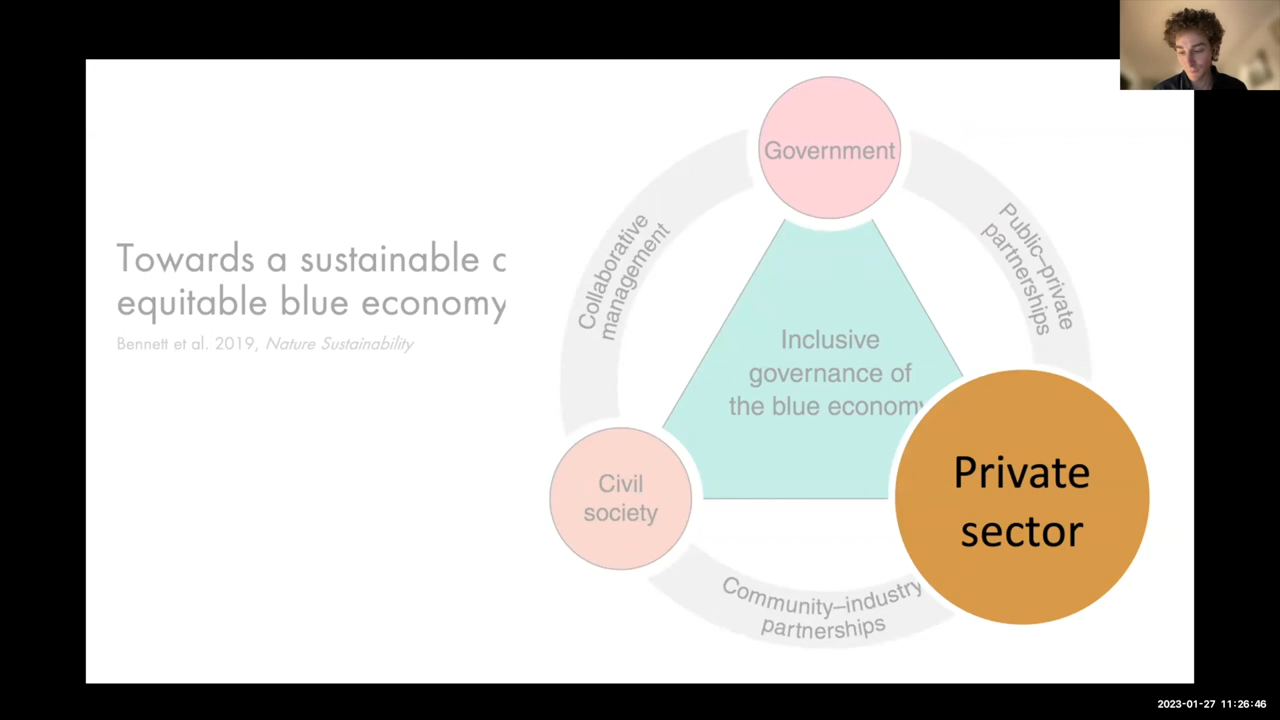 Towards a sustainable
equitable blue economy
Bennett et al. 2019, Nature Sustainability
Government
Collaborative
management
Public–private
partnerships
Inclusive
governance of
the blue economy
Civil
society
Private
sector
Community–industry
partnerships
2023-01-27 11:26:46